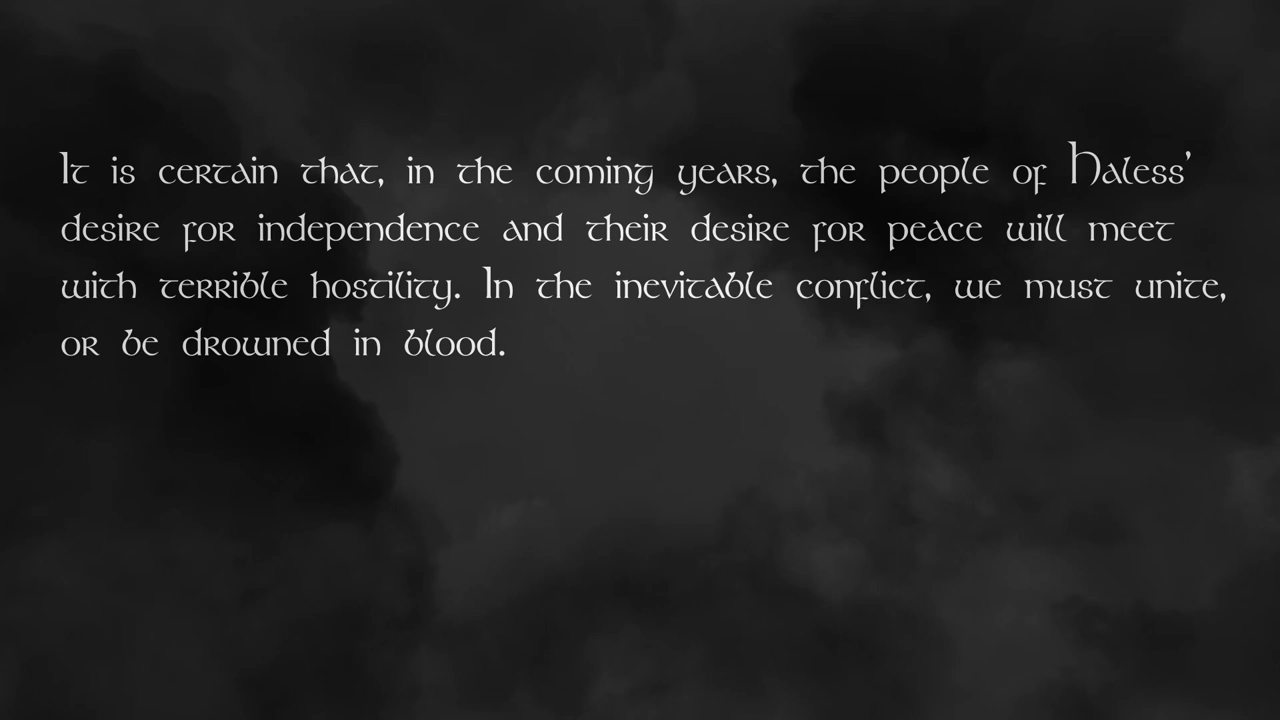 It is certain that, in the coming years, the people of Haless’
desire for independence and their desire for peace will meet
with terrible hostility. In the inevitable conflict, we must unite,
or be drowned in blood.